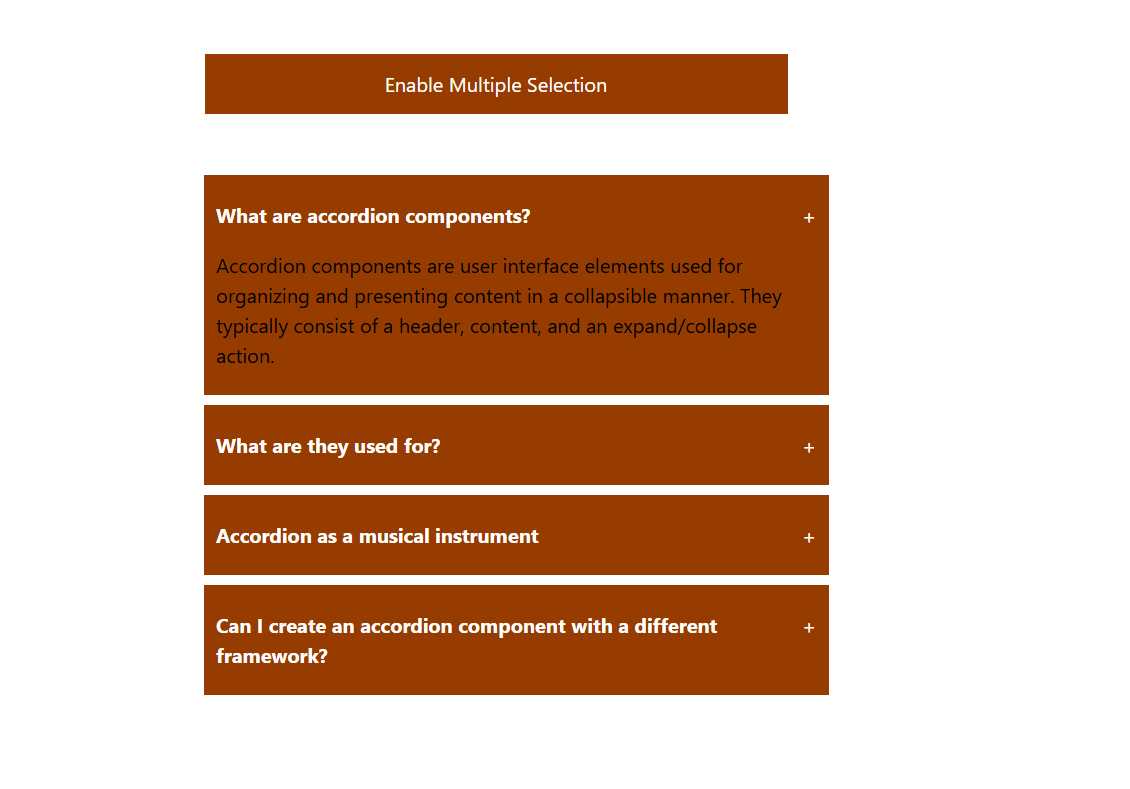 Enable Multiple Selection
What are accordion components? +
Accordion components are user interface elements used for
organizing and presenting content in a collapsible manner. They
typically consist of a header, content, and an expand/collapse
action.
What are they used for? +
Accordion as a musical instrument +
Can I create an accordion component with a different +
framework?